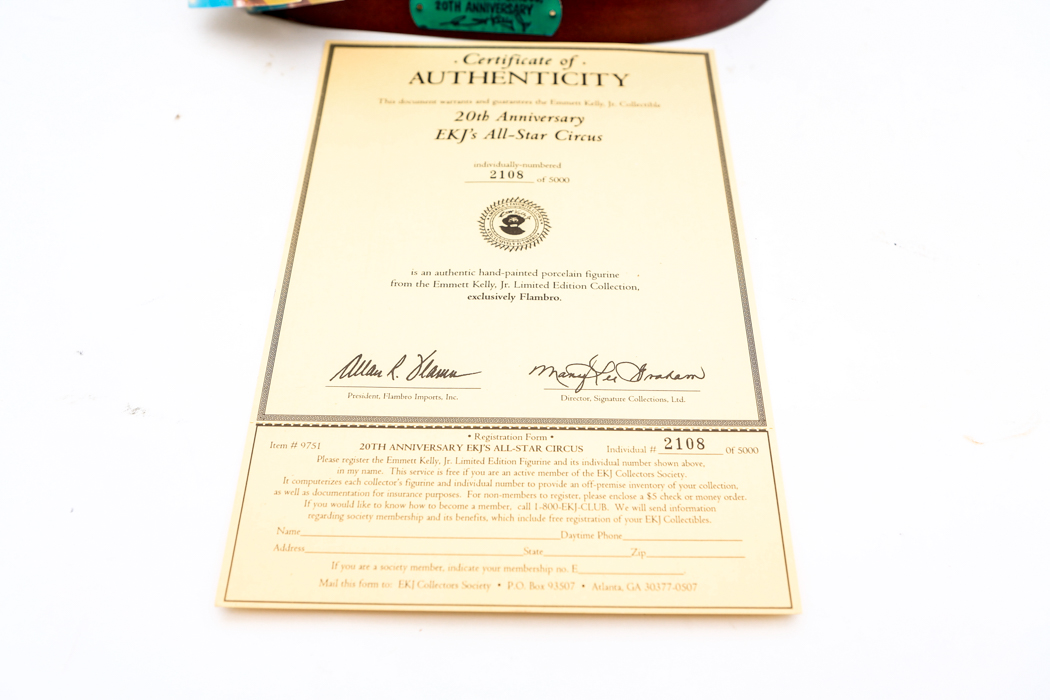 20TH ANNIVERSARY
· Certificate of ·
AUTHENTICITY
This document warrants and guarantees the Emmett Kelly, Jr. Collectible
20th Anniversary
EKJ's All-Star Circus
individually-numbered
2108 of 5000
is an authentic hand-painted porcelain figurine
from the Emmett Kelly, Jr. Limited Edition Collection,
exclusively Flambro.
President, Flambro Imports, Inc.
Director, Signature Collections, Ltd.
• Registration Form •
Item # 9751 20TH ANNIVERSARY EKJ'S ALL-STAR CIRCUS Individual # 2108 of 5000
Please register the Emmett Kelly, Jr. Limited Edition Figurine and its individual number shown above,
in my name. This service is free if you are an active member of the EKJ Collectors Society.
It computerizes each collector's figurine and individual number to provide an off-premise inventory of your collection,
as well as documentation for insurance purposes. For non-members to register, please enclose a $5 check or money order.
If you would like to know how to become a member, call 1-800-EKJ-CLUB. We will send information
regarding society membership and its benefits, which include free registration of your EKJ Collectibles.
Name Daytime Phone
Address State Zip
If you are a society member, indicate your membership no. E
Mail this form to: EKJ Collectors Society • P.O. Box 93507 • Atlanta, GA 30377-0507